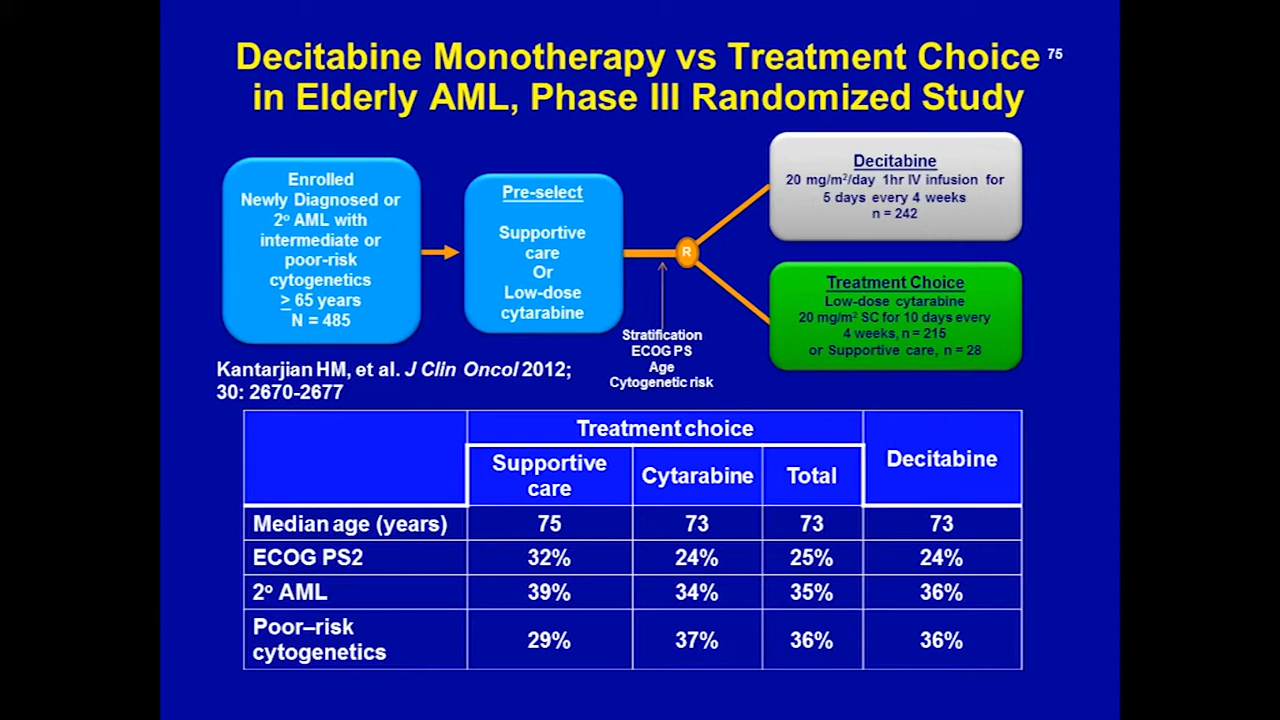 Decitabine Monotherapy vs Treatment Choice 75
in Elderly AML, Phase III Randomized Study
Enrolled
Newly Diagnosed or
2º AML with
intermediate or
poor-risk
cytogenetics
≥ 65 years
N = 485
Pre-select
Supportive
care
Or
Low-dose
cytarabine
R
Stratification
ECOG PS
Age
Cytogenetic risk
Decitabine
20 mg/m²/day 1hr IV infusion for
5 days every 4 weeks
n = 242
Treatment Choice
Low-dose cytarabine
20 mg/m² SC for 10 days every
4 weeks, n = 215
or Supportive care, n = 28
Kantarjian HM, et al. J Clin Oncol 2012;
30: 2670-2677
Treatment choice
Supportive
care
Cytarabine
Total
Decitabine
Median age (years) 75 73 73 73
ECOG PS2 32% 24% 25% 24%
2º AML 39% 34% 35% 36%
Poor–risk
cytogenetics 29% 37% 36% 36%